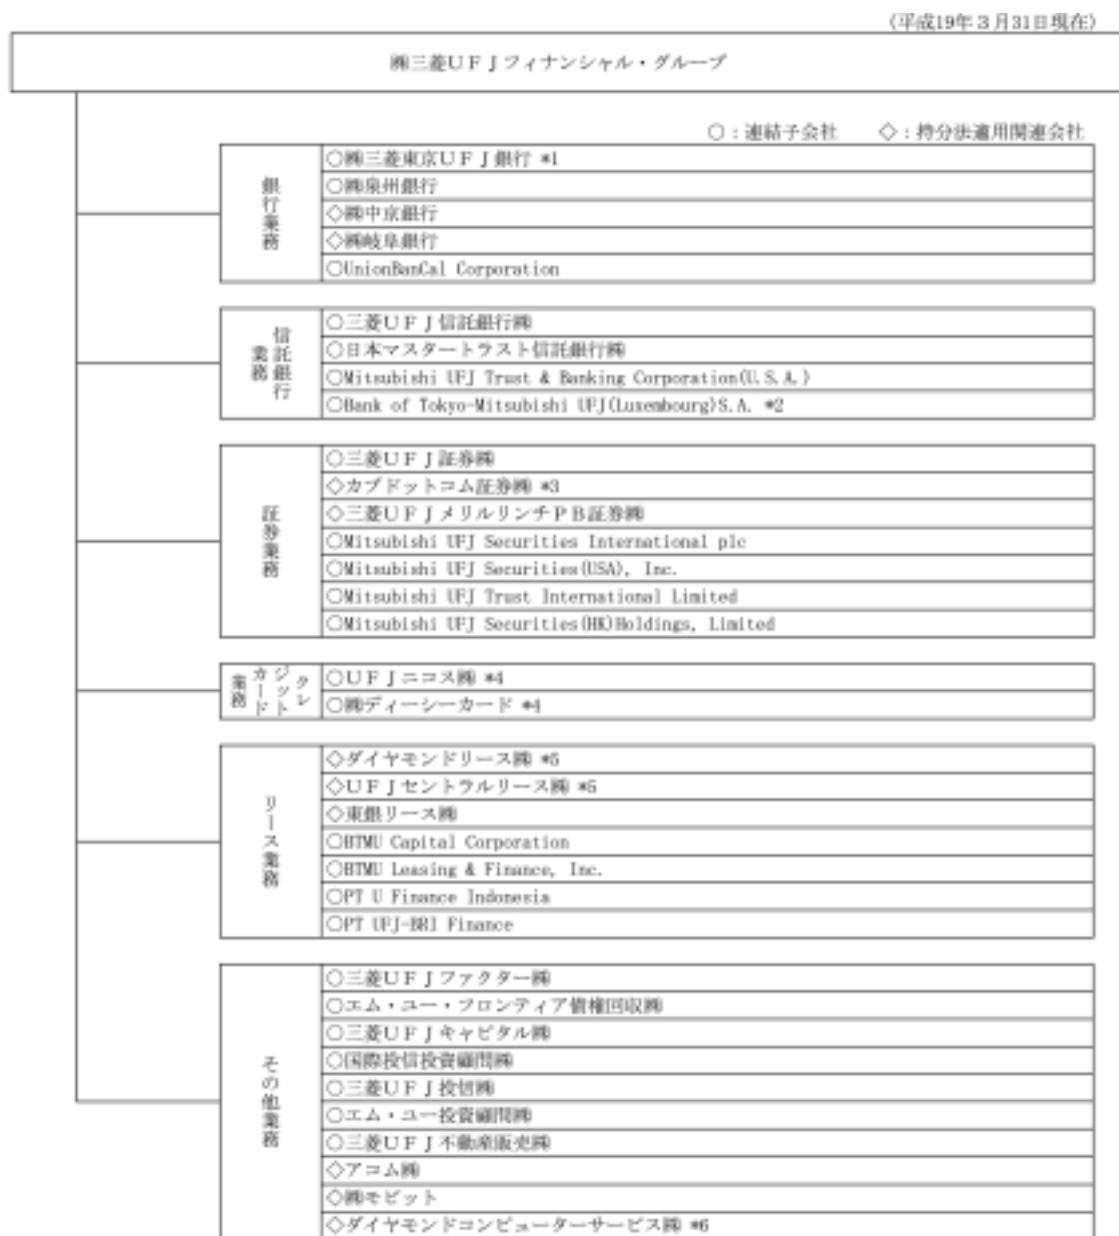 （平成19年３月31日現在）
㈱三菱ＵＦＪフィナンシャル・グループ
○：連結子会社　◇：持分法適用関連会社
銀行業務
○㈱三菱東京ＵＦＪ銀行 *1
○㈱泉州銀行
◇㈱中京銀行
◇㈱岐阜銀行
○UnionBanCal Corporation
信託銀行業務
○三菱ＵＦＪ信託銀行㈱
○日本マスタートラスト信託銀行㈱
○Mitsubishi UFJ Trust & Banking Corporation(U.S.A.)
○Bank of Tokyo-Mitsubishi UFJ(Luxembourg)S.A. *2
証券業務
○三菱ＵＦＪ証券㈱
◇カブドットコム証券㈱ *3
◇三菱ＵＦＪメリルリンチＰＢ証券㈱
○Mitsubishi UFJ Securities International plc
○Mitsubishi UFJ Securities(USA), Inc.
○Mitsubishi UFJ Trust International Limited
○Mitsubishi UFJ Securities(HK)Holdings, Limited
クレジットカード業務
○ＵＦＪニコス㈱ *4
○㈱ディーシーカード *4
リース業務
◇ダイヤモンドリース㈱ *5
◇ＵＦＪセントラルリース㈱ *5
◇東銀リース㈱
○BTMU Capital Corporation
○BTMU Leasing & Finance, Inc.
○PT U Finance Indonesia
○PT UFJ-BRI Finance
その他業務
○三菱ＵＦＪファクター㈱
○エム・ユー・フロンティア債権回収㈱
○三菱ＵＦＪキャピタル㈱
○国際投信投資顧問㈱
○三菱ＵＦＪ投信㈱
○エム・ユー投資顧問㈱
○三菱ＵＦＪ不動産販売㈱
◇アコム㈱
◇㈱モビット
◇ダイヤモンドコンピューターサービス㈱ *6